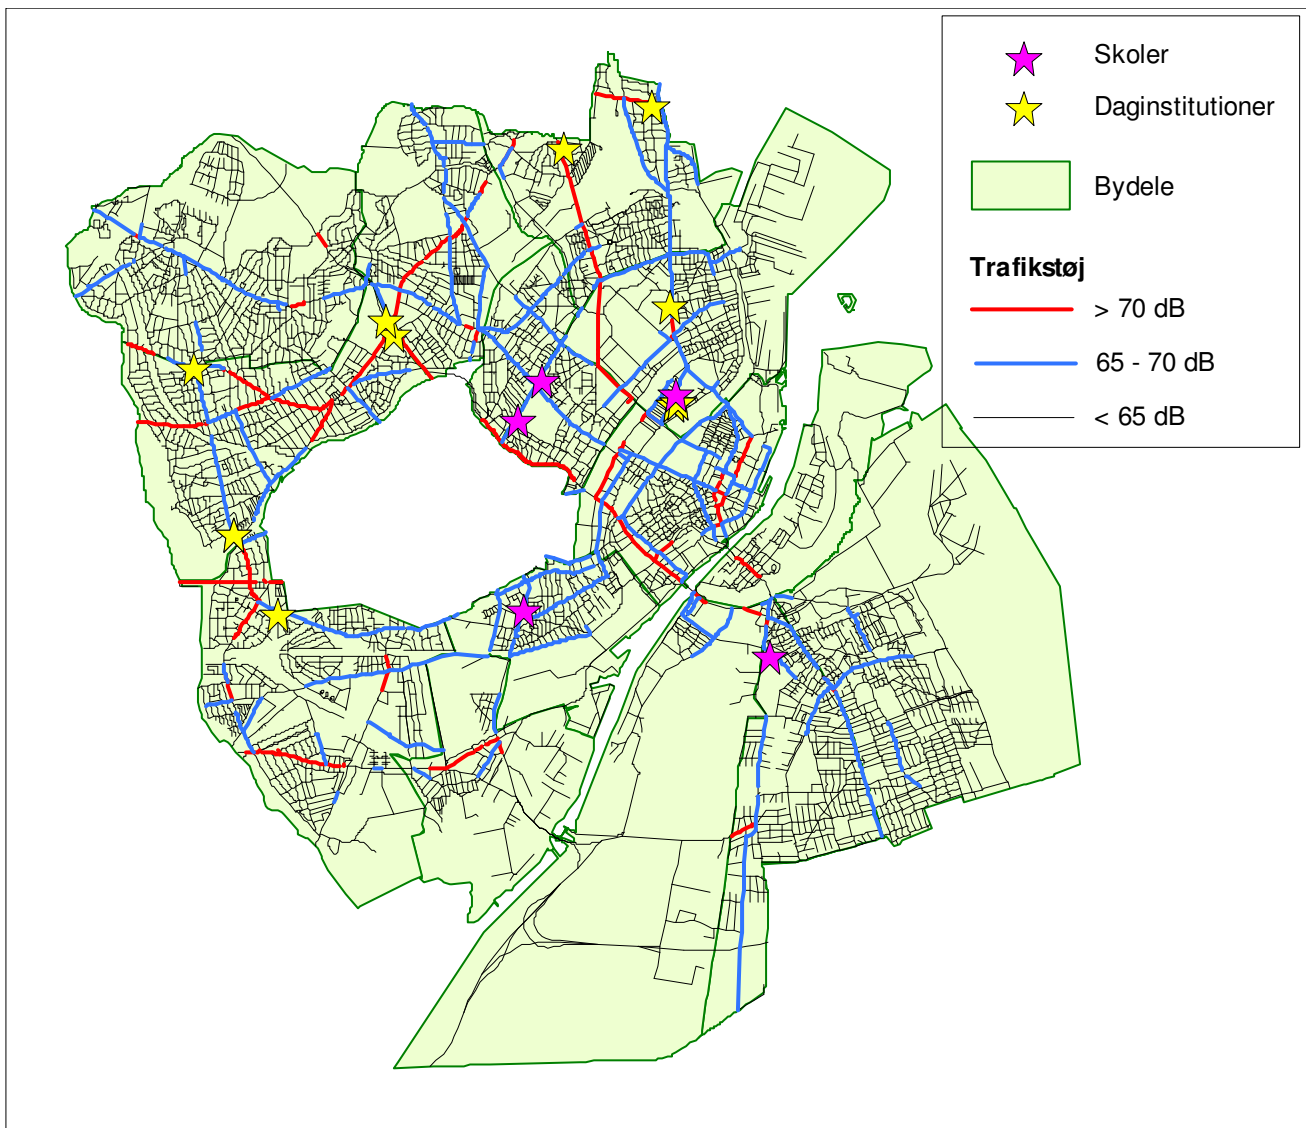 Skoler
Daginstitutioner
Bydele
Trafikstøj
> 70 dB
65 - 70 dB
< 65 dB